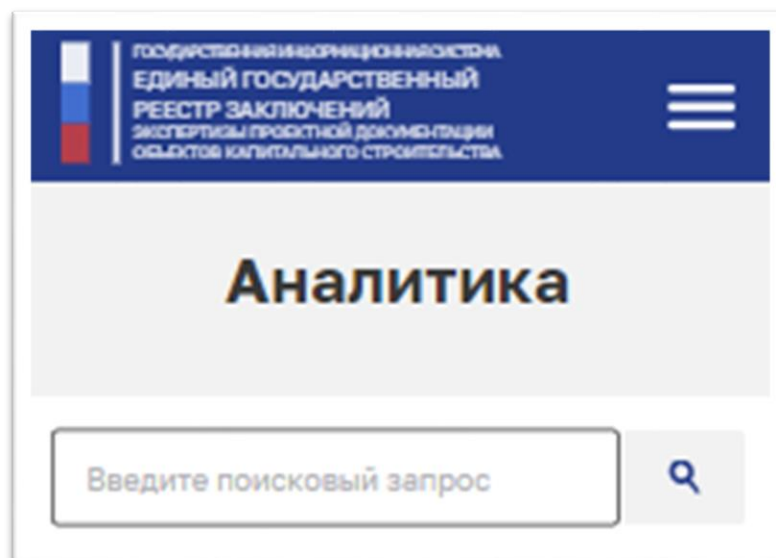 ГОСУДАРСТВЕННАЯ ИНФОРМАЦИОННАЯ СИСТЕМА
ЕДИНЫЙ ГОСУДАРСТВЕННЫЙ
РЕЕСТР ЗАКЛЮЧЕНИЙ
ЭКСПЕРТИЗЫ ПРОЕКТНОЙ ДОКУМЕНТАЦИИ
ОБЪЕКТОВ КАПИТАЛЬНОГО СТРОИТЕЛЬСТВА
Аналитика
Введите поисковый запрос